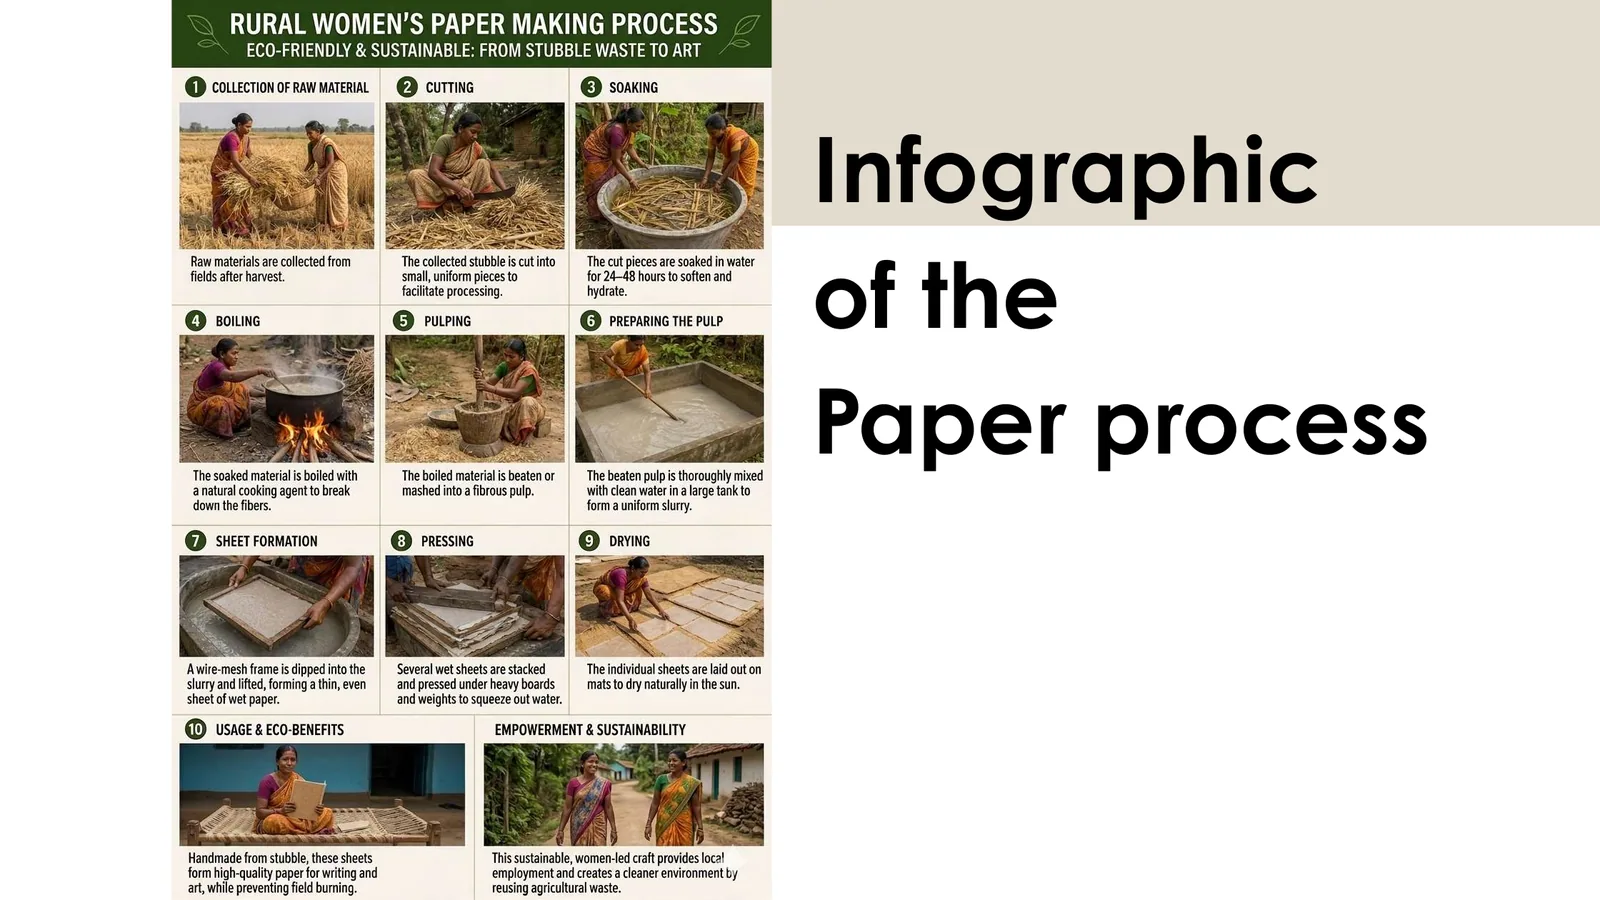 RURAL WOMEN'S PAPER MAKING PROCESS
ECO-FRIENDLY & SUSTAINABLE: FROM STUBBLE WASTE TO ART
1 COLLECTION OF RAW MATERIAL
Raw materials are collected from
fields after harvest.
2 CUTTING
The collected stubble is cut into
small, uniform pieces to
facilitate processing.
3 SOAKING
The cut pieces are soaked in water
for 24–48 hours to soften and
hydrate.
4 BOILING
The soaked material is boiled with
a natural cooking agent to break
down the fibers.
5 PULPING
The boiled material is beaten or
mashed into a fibrous pulp.
6 PREPARING THE PULP
The beaten pulp is thoroughly mixed
with clean water in a large tank to
form a uniform slurry.
7 SHEET FORMATION
A wire-mesh frame is dipped into the
slurry and lifted, forming a thin, even
sheet of wet paper.
8 PRESSING
Several wet sheets are stacked
and pressed under heavy boards
and weights to squeeze out water.
9 DRYING
The individual sheets are laid out on
mats to dry naturally in the sun.
10 USAGE & ECO-BENEFITS
Handmade from stubble, these sheets
form high-quality paper for writing and
art, while preventing field burning.
EMPOWERMENT & SUSTAINABILITY
This sustainable, women-led craft provides local
employment and creates a cleaner environment by
reusing agricultural waste.
Infographic
of the
Paper process